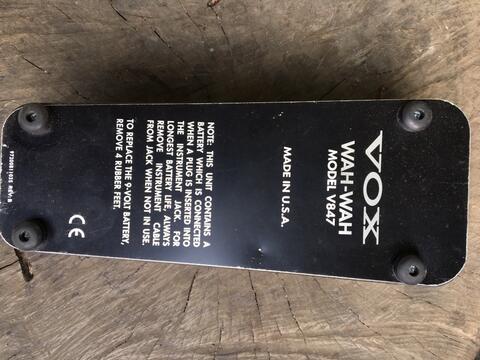 VOX
WAH-WAH
MODEL V847
MADE IN U.S.A.
NOTE: THIS UNIT CONTAINS A
BATTERY WHICH IS CONNECTED
WHEN A PLUG IS INSERTED INTO
THE INSTRUMENT JACK. FOR
LONGEST BATTERY LIFE, ALWAYS
REMOVE INSTRUMENT CABLE
FROM JACK WHEN NOT IN USE.
TO REPLACE THE 9-VOLT BATTERY,
REMOVE 4 RUBBER FEET.
CE